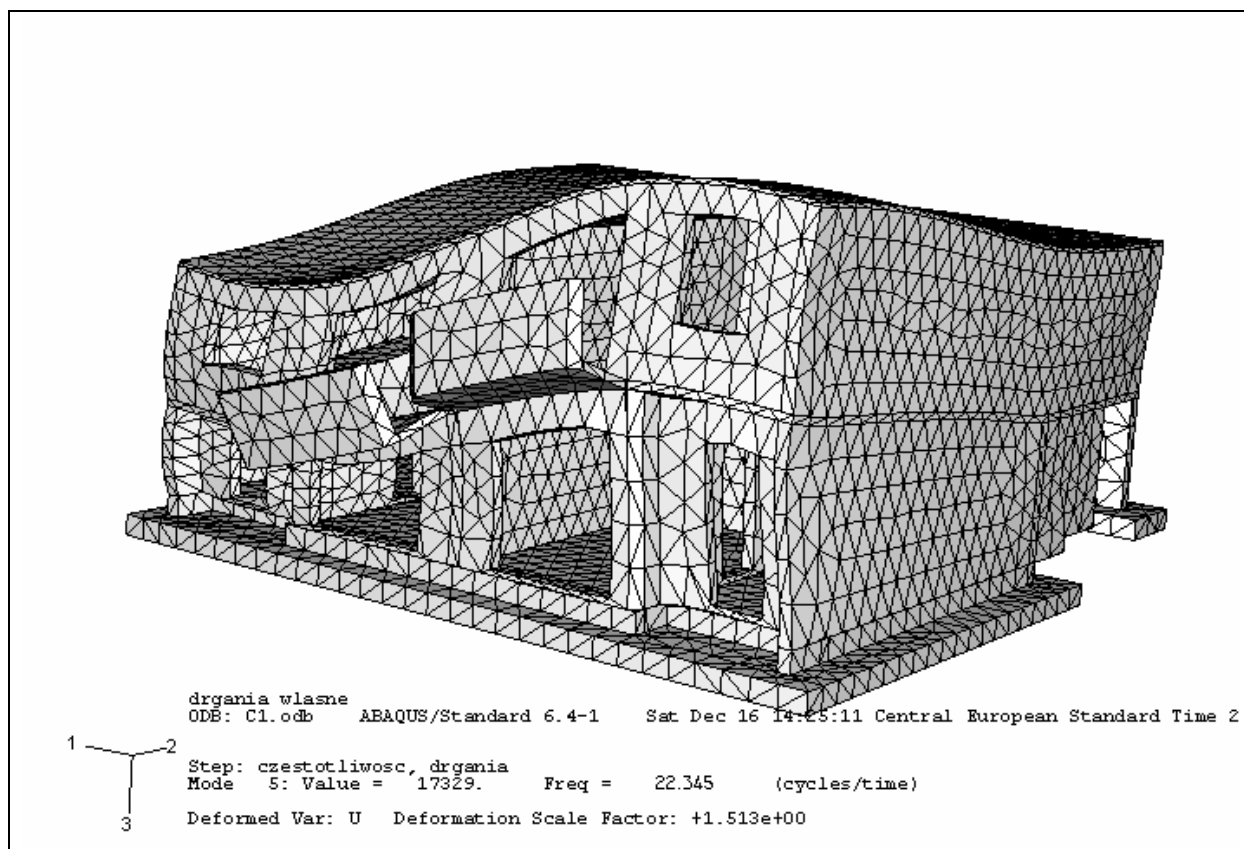 drgania wlasne
ODB: C1.odb ABAQUS/Standard 6.4-1 Sat Dec 16 14:25:11 Central European Standard Time 2
1 2
Step: czestotliwosc, drgania
Mode 5: Value = 17329. Freq = 22.345 (cycles/time)
3
Deformed Var: U Deformation Scale Factor: +1.513e+00